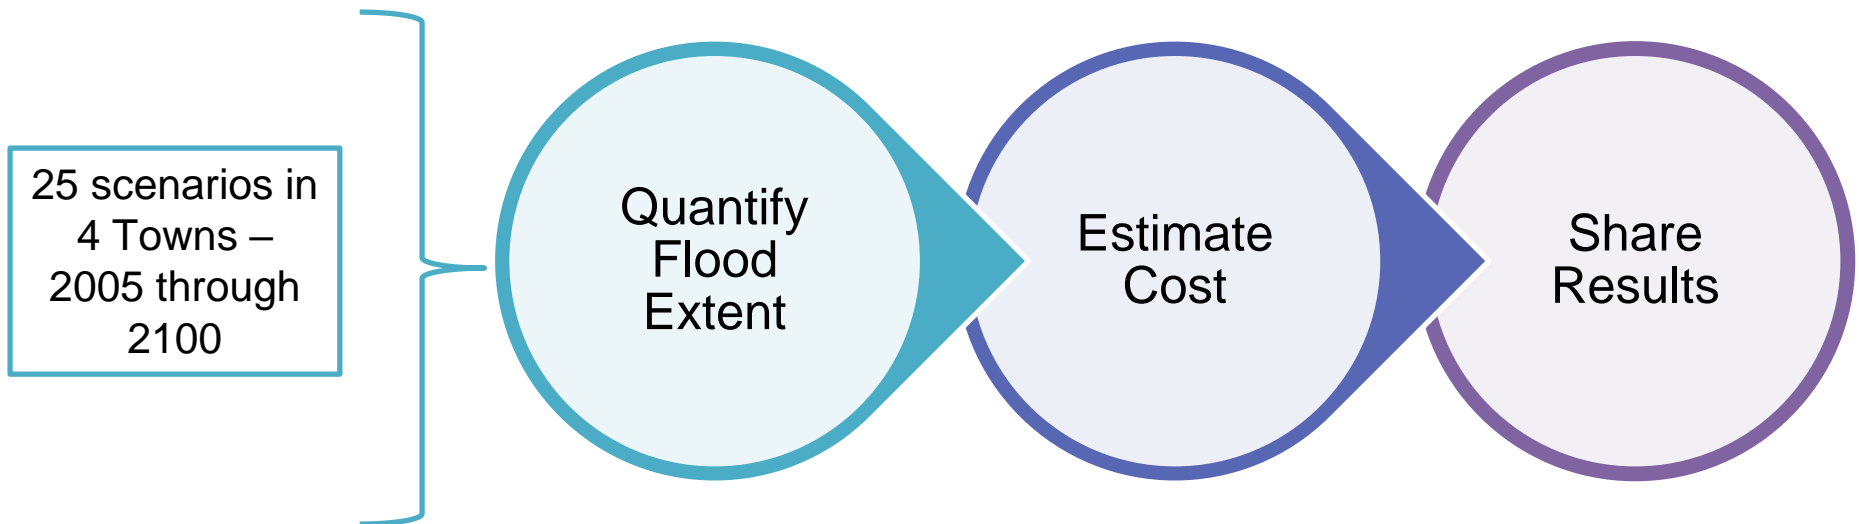 25 scenarios in
4 Towns –
2005 through
2100
Quantify
Flood
Extent
Estimate
Cost
Share
Results